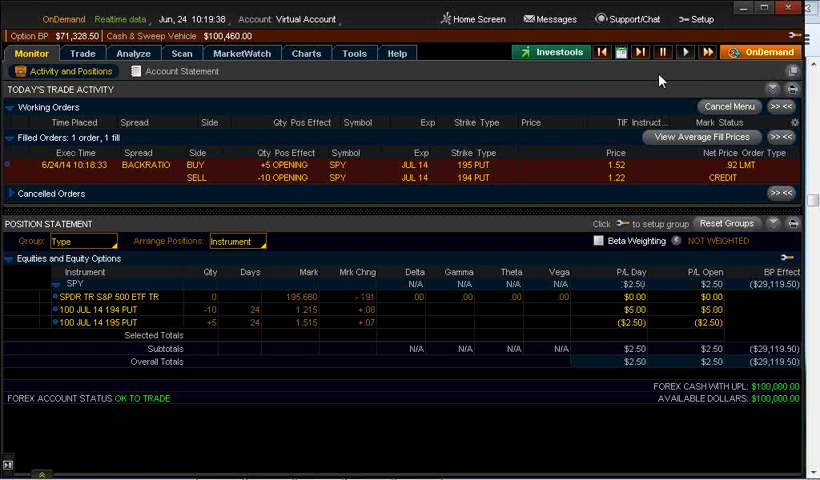 OnDemand Realtime data Jun, 24 10:19:38 Account: Virtual Account Home Screen Messages Support/Chat Setup
Option BP $71,328.50 Cash & Sweep Vehicle $100,460.00
Monitor Trade Analyze Scan MarketWatch Charts Tools Help Investools OnDemand
Activity and Positions Account Statement
TODAY'S TRADE ACTIVITY
Working Orders Cancel Menu >> <<
Time Placed Spread Side Qty Pos Effect Symbol Exp Strike Type Price TIF Instruct... Mark Status
Filled Orders: 1 order, 1 fill View Average Fill Prices >> <<
Exec Time Spread Side Qty Pos Effect Symbol Exp Strike Type Price Net Price Order Type
6/24/14 10:18:33 BACKRATIO BUY +5 OPENING SPY JUL 14 195 PUT 1.52 .92 LMT
SELL -10 OPENING SPY JUL 14 194 PUT 1.22 CREDIT
Cancelled Orders >> <<
POSITION STATEMENT Click to setup group Reset Groups
Group: Type Arrange Positions: Instrument Beta Weighting NOT WEIGHTED
Equities and Equity Options
Instrument Qty Days Mark Mrk Chng Delta Gamma Theta Vega P/L Day P/L Open BP Effect
SPY N/A N/A N/A N/A $2.50 $2.50 ($29,119.50)
SPDR TR S&P 500 ETF TR 0 195.660 -.191 .00 .00 .00 .00 $0.00 $0.00
100 JUL 14 194 PUT -10 24 1.215 +.08 $5.00 $5.00
100 JUL 14 195 PUT +5 24 1.515 +.07 ($2.50) ($2.50)
Selected Totals
Subtotals N/A N/A N/A N/A $2.50 $2.50 ($29,119.50)
Overall Totals $2.50 $2.50 ($29,119.50)
FOREX CASH WITH UPL: $100,000.00
FOREX ACCOUNT STATUS OK TO TRADE AVAILABLE DOLLARS: $100,000.00